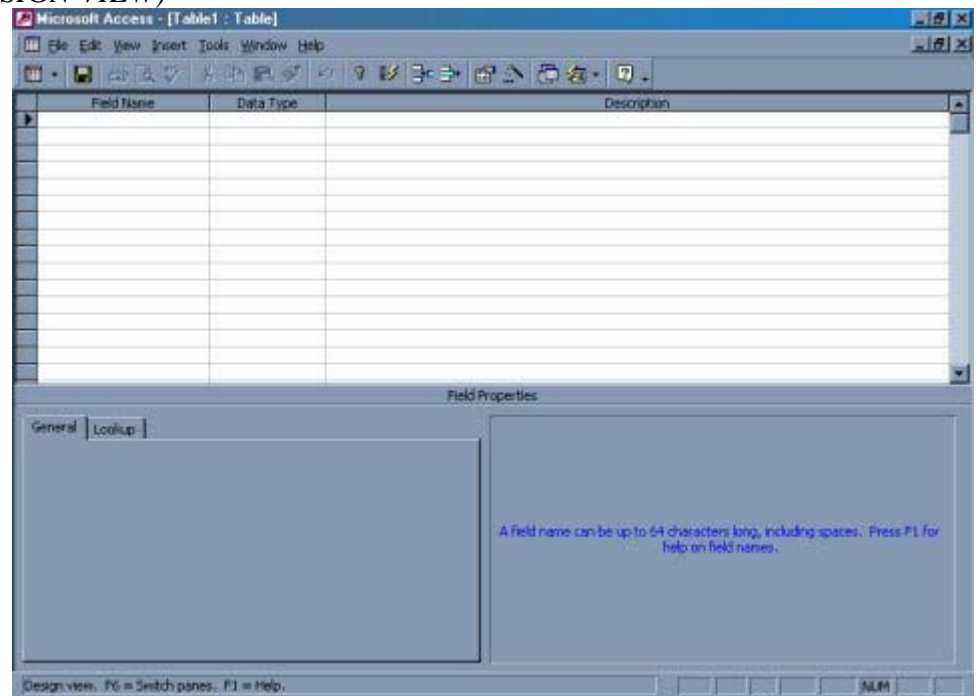 SIGN VIEW)
Microsoft Access - [Table1 : Table]
File Edit View Insert Tools Window Help
Field Name Data Type Description
Field Properties
General Lookup
A field name can be up to 64 characters long, including spaces. Press F1 for
help on field names.
Design view. F6 = Switch panes. F1 = Help.
NUM